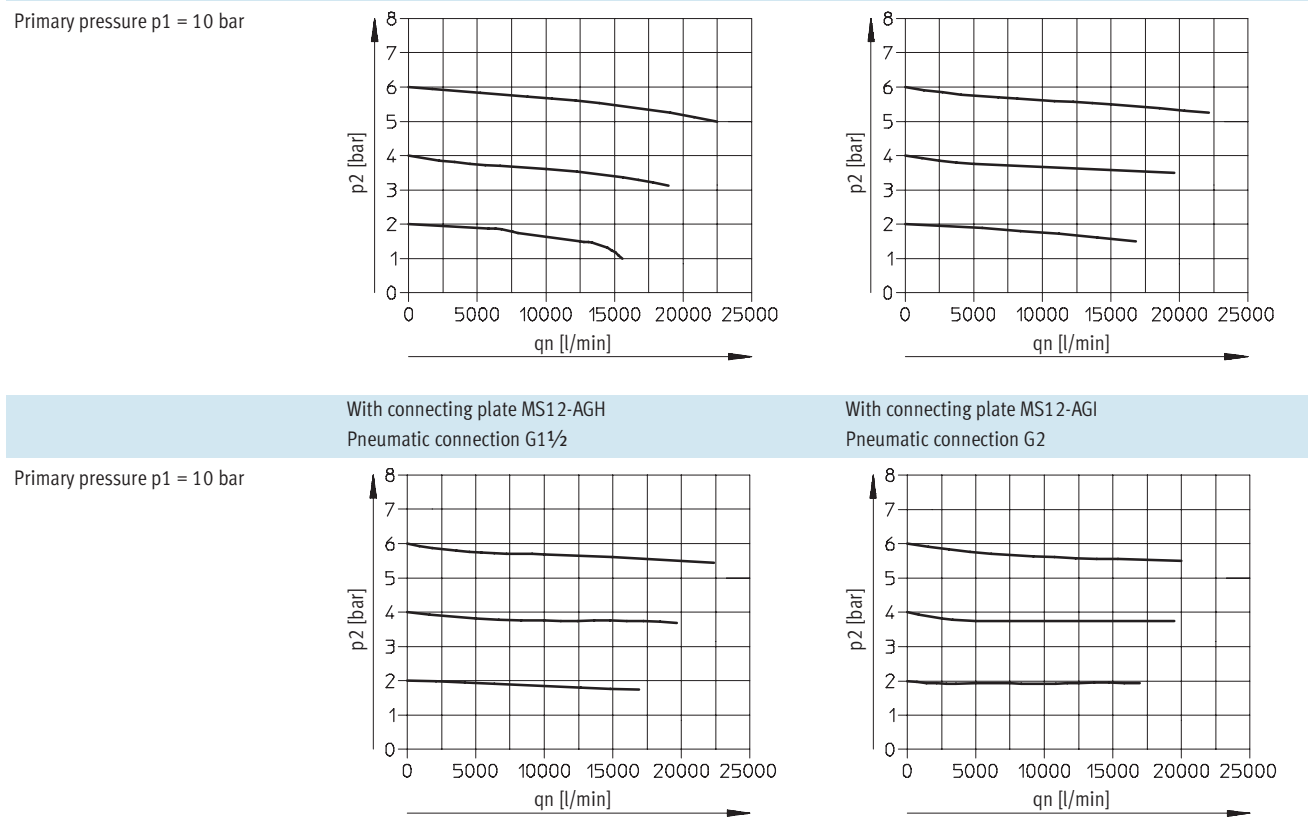 Primary pressure p1 = 10 bar
8
7
6
5
4
3
2
1
0
p2 [bar]
0 5000 10000 15000 20000 25000
qn [l/min]
8
7
6
5
4
3
2
1
0
p2 [bar]
0 5000 10000 15000 20000 25000
qn [l/min]
With connecting plate MS12-AGH
Pneumatic connection G1½
With connecting plate MS12-AGI
Pneumatic connection G2
Primary pressure p1 = 10 bar
8
7
6
5
4
3
2
1
0
p2 [bar]
0 5000 10000 15000 20000 25000
qn [l/min]
8
7
6
5
4
3
2
1
0
p2 [bar]
0 5000 10000 15000 20000 25000
qn [l/min]